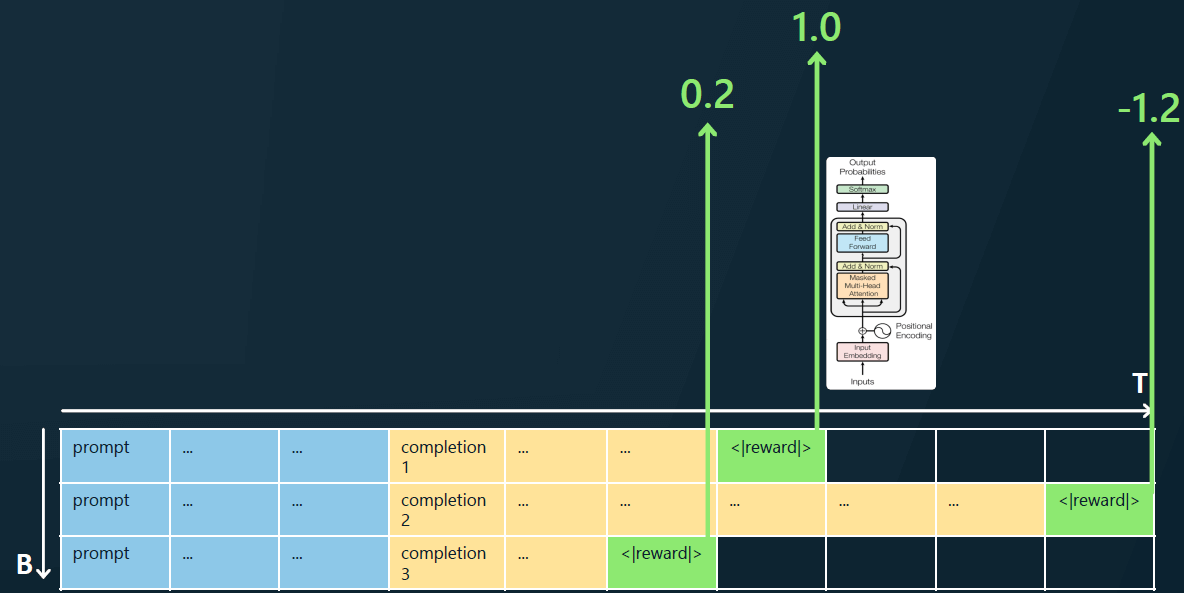 1.0
0.2
-1.2
Output
Probabilities
Softmax
Linear
Add & Norm
Feed
Forward
Add & Norm
Masked
Multi-Head
Attention
Positional
Encoding
Input
Embedding
Inputs
T
B
prompt ... ... completion 1 ... ... <|reward|>
prompt ... ... completion 2 ... ... ... ... ... <|reward|>
prompt ... ... completion 3 ... <|reward|>